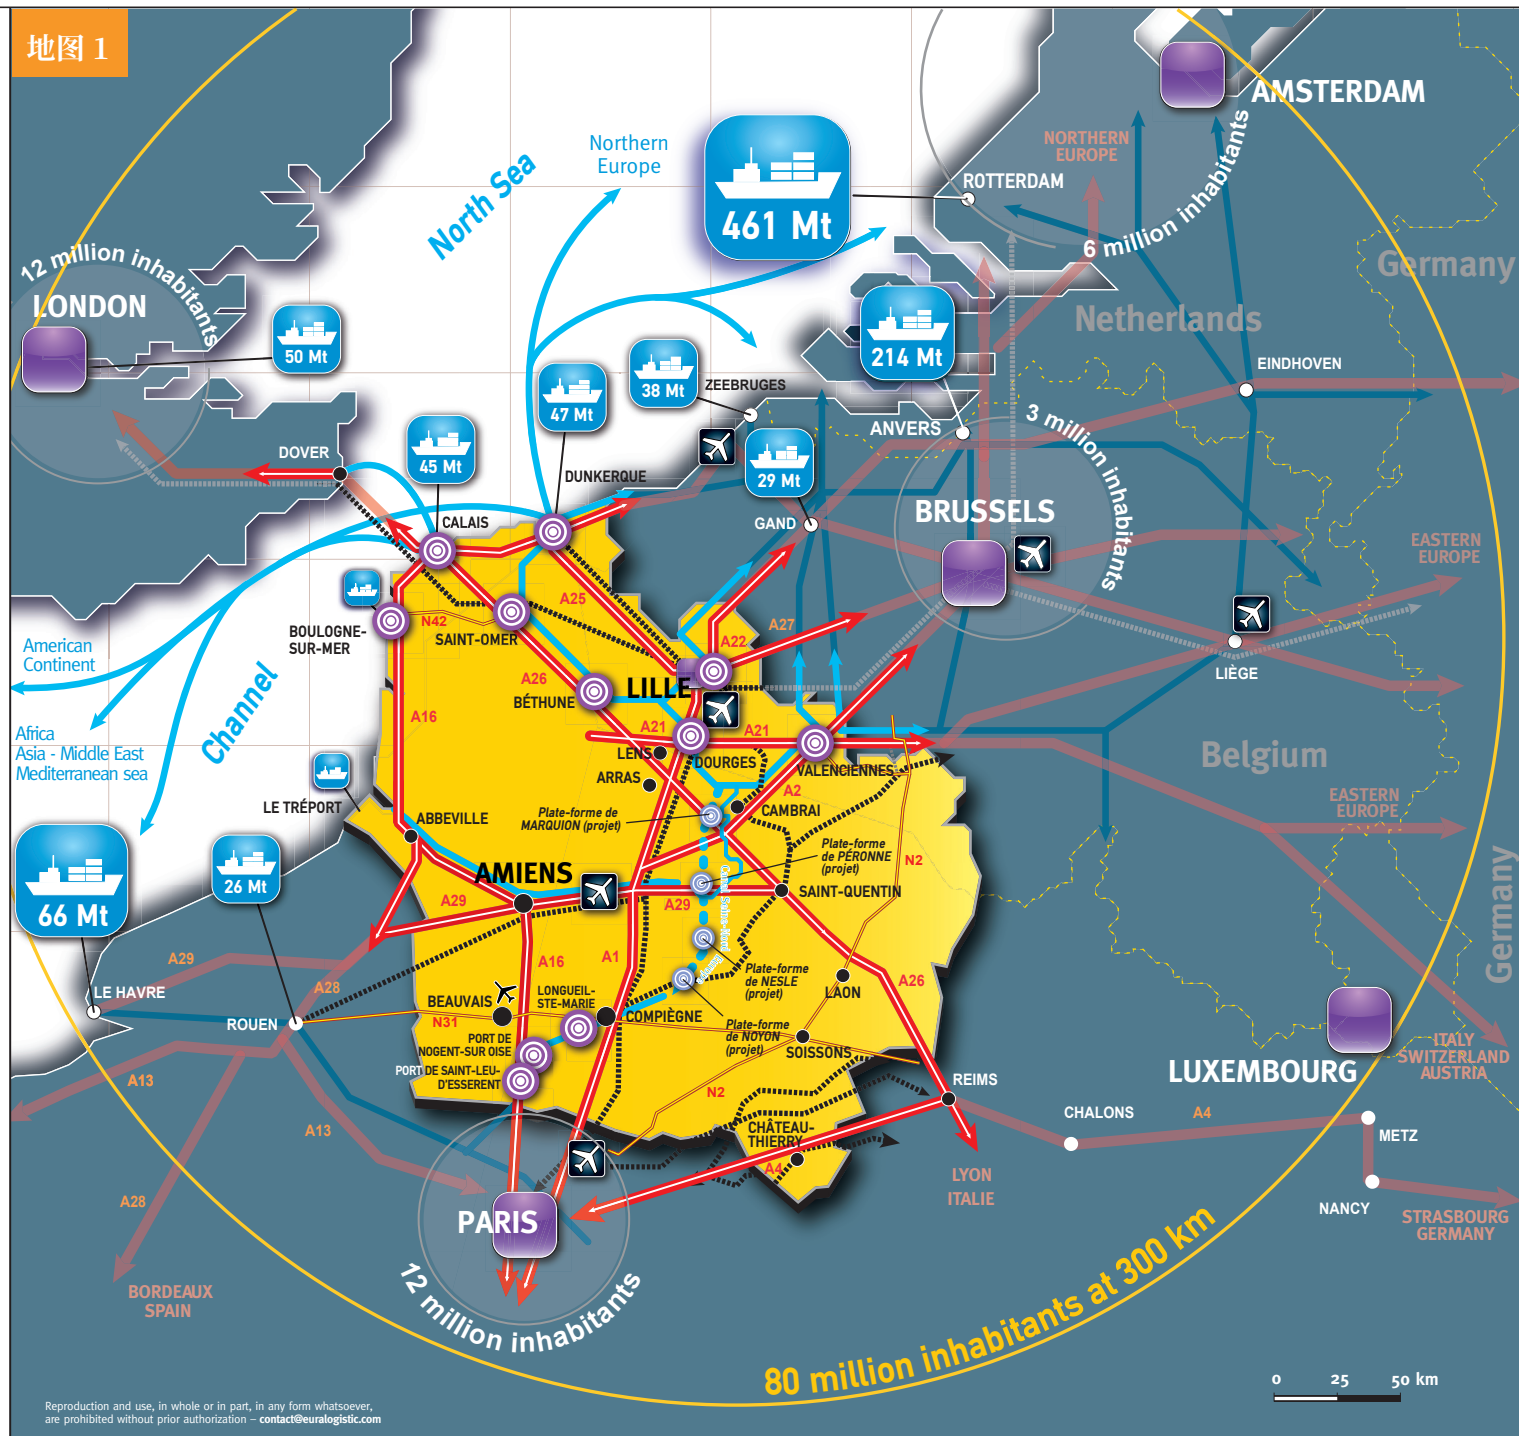 地图 1
AMSTERDAM
Northern
Europe
NORTHERN
EUROPE
North Sea
ROTTERDAM
461 Mt
6 million inhabitants
Germany
12 million inhabitants
LONDON
50 Mt
Netherlands
214 Mt
EINDHOVEN
38 Mt
ZEEBRUGES
47 Mt
ANVERS
3 million inhabitants
DOVER
45 Mt
DUNKERQUE
29 Mt
BRUSSELS
GAND
CALAIS
EASTERN
EUROPE
A25
N42
A27
BOULOGNE-
SUR-MER
SAINT-OMER
A22
American
Continent
LIÈGE
A26
LILLE
BÉTHUNE
Channel
A16
A21
A21
Africa
Asia - Middle East
Mediterranean sea
LENS
DOURGES
VALENCIENNES
Belgium
ARRAS
A2
EASTERN
EUROPE
LE TRÉPORT
Plate-forme de
MARQUION (projet)
CAMBRAI
ABBEVILLE
Plate-forme
de PÉRONNE
(projet)
N2
AMIENS
66 Mt
26 Mt
SAINT-QUENTIN
A29
A29
Germany
A29
A16
A1
Plate-forme
de NESLE
(projet)
LAON
A26
LE HAVRE
A28
BEAUVAIS
LONGUEIL-
STE-MARIE
COMPIÈGNE
ROUEN
N31
PORT DE
NOGENT-SUR OISE
Plate-forme
de NOYON
(projet)
SOISSONS
ITALY
SWITZERLAND
AUSTRIA
PORT DE SAINT-LEU-
D'ESSERENT
LUXEMBOURG
A13
N2
REIMS
CHALONS
A4
METZ
A13
CHÂTEAU-
THIERRY
A4
LYON
ITALIE
A28
PARIS
NANCY
STRASBOURG
GERMANY
BORDEAUX
SPAIN
12 million inhabitants
80 million inhabitants at 300 km
0 25 50 km
Reproduction and use, in whole or in part, in any form whatsoever,
are prohibited without prior authorization – contact@euralogistic.com